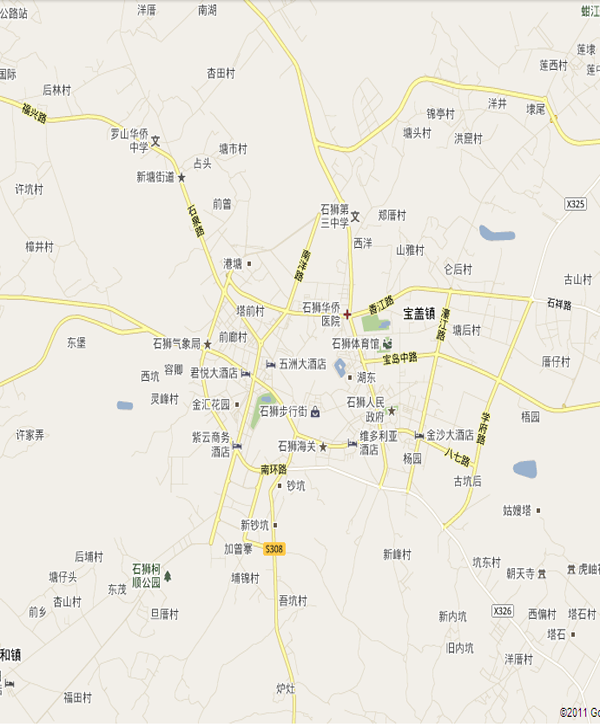 公路站
洋厝
南湖
蚶江
国际
杏田村
莲埭
莲西村
莲中
后林村
福兴路
锦亭村
洋井
埭尾
罗山华侨
中学
塘头村
洪窟村
塘市村
占头
新塘街道
许坑村
前曾
石泉路
石狮第
三中学
郑厝村
X325
樟井村
西洋
山雅村
港塘
南洋路
仑后村
古山村
塔前村
石狮华侨
医院
香江路
宝盖镇
濠江路
石祥路
东堡
石狮气象局
前廊村
石狮体育馆
塘后村
容卿
宝岛中路
西坑
君悦大酒店
五洲大酒店
湖东
厝仔村
灵峰村
金汇花园
石狮步行街
石狮人民
政府
梧园
学府路
许家弄
紫云商务
酒店
石狮海关
维多利亚
酒店
金沙大酒店
杨园
八七路
南环路
古坑后
钞坑
姑嫂塔
新钞坑
加曾寨
S308
后埔村
石狮柯
顺公园
新峰村
坑东村
朝天寺
虎岫禅
塘仔头
东茂
埔锦村
杏山村
前乡
旦厝村
吾坑村
X326
西偏村
塔石村
新内坑
塔石
和镇
旧内坑
洋厝村
福田村
炉灶
©2011 Go